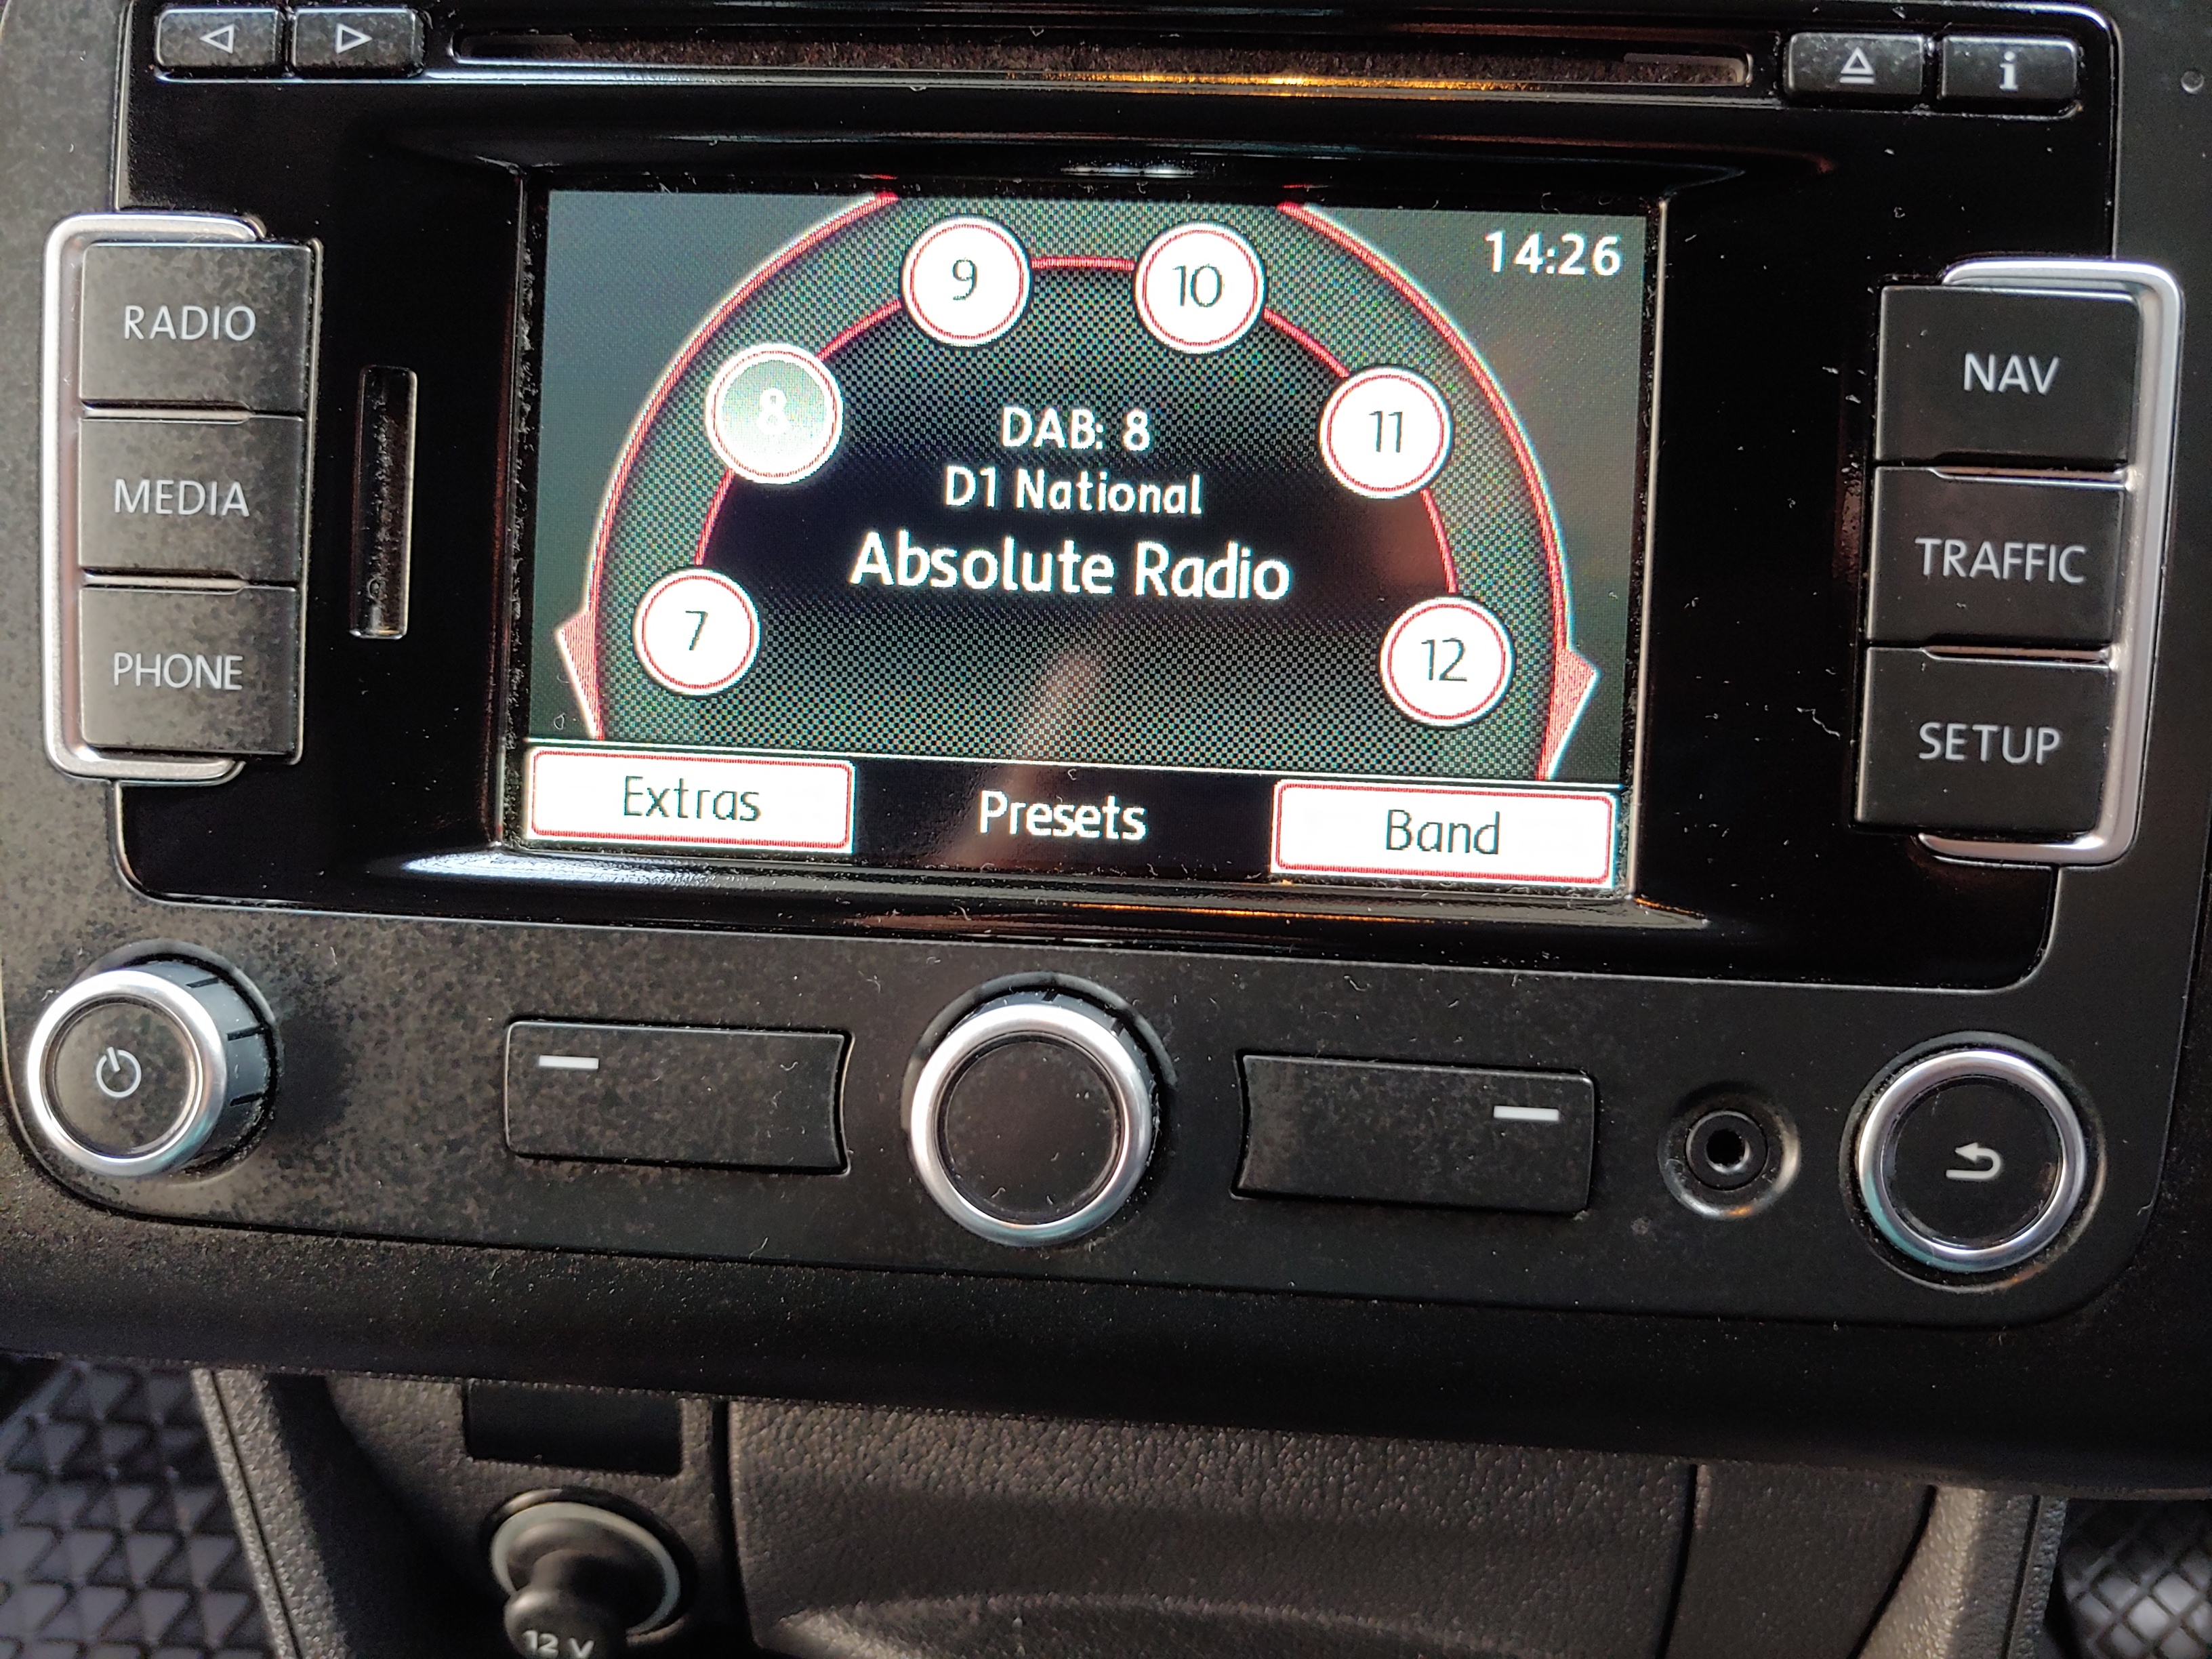 i
RADIO
MEDIA
PHONE
14:26
7
8
9
10
11
12
DAB: 8
D1 National
Absolute Radio
Extras
Presets
Band
NAV
TRAFFIC
SETUP
12 V